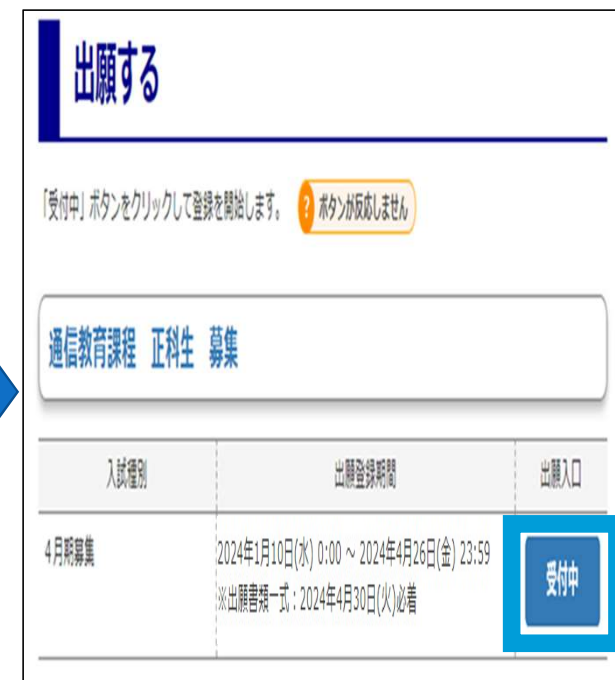 出願する
「受付中」ボタンをクリックして登録を開始します。 ? ボタンが反応しません
通信教育課程 正科生 募集
入試種別 出願登録期間 出願入口
4月期募集 2024年1月10日(水) 0:00 ~ 2024年4月26日(金) 23:59 受付中
※出願書類一式：2024年4月30日(火)必着